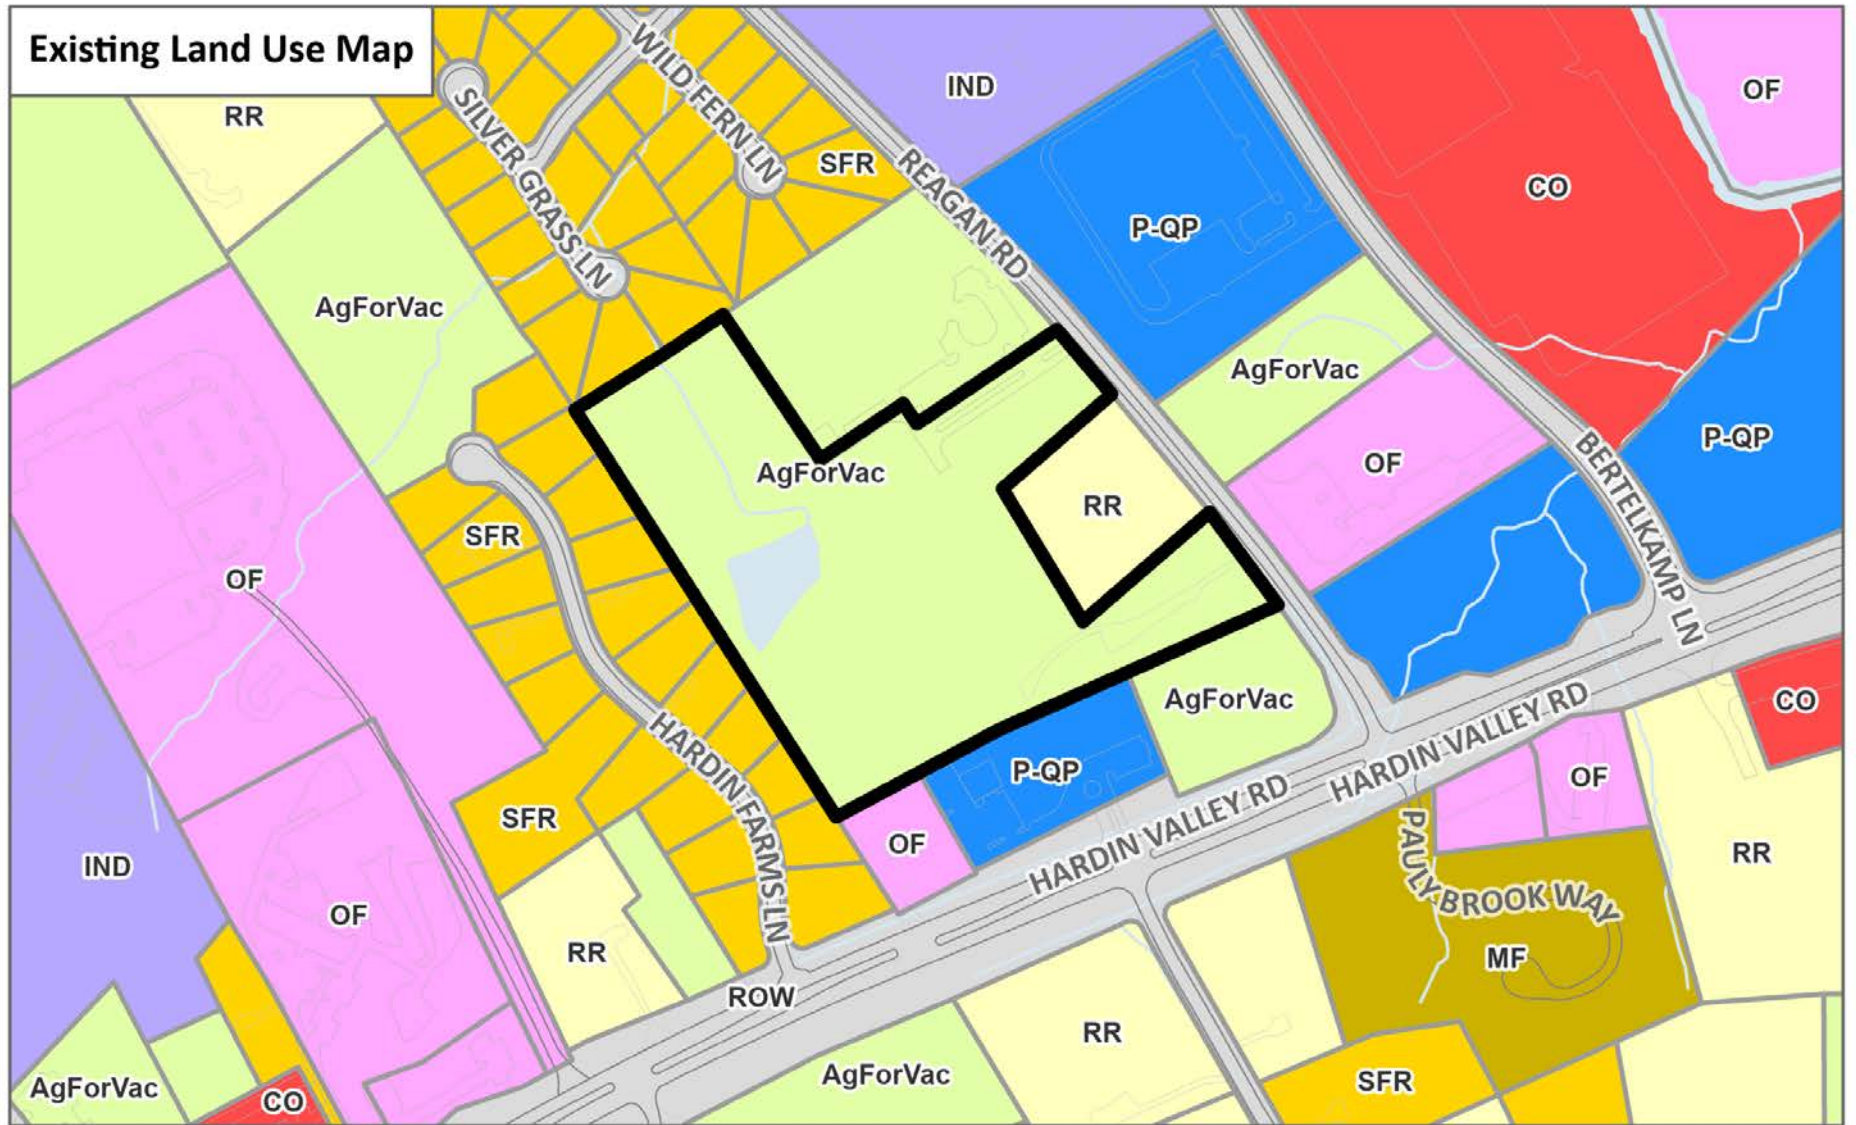 Existing Land Use Map
RR
IND
OF
WILD FERN LN
SILVER GRASS LN
SFR
REAGAN RD
CO
P-QP
AgForVac
AgForVac
P-QP
OF
BERTELKAMP LN
AgForVac
RR
SFR
OF
AgForVac
CO
HARDIN VALLEY RD
P-QP
HARDIN FARMS LN
OF
SFR
HARDIN VALLEY RD
OF
PAULY BROOK WAY
RR
IND
OF
RR
MF
ROW
RR
AgForVac
AgForVac
SFR
CO